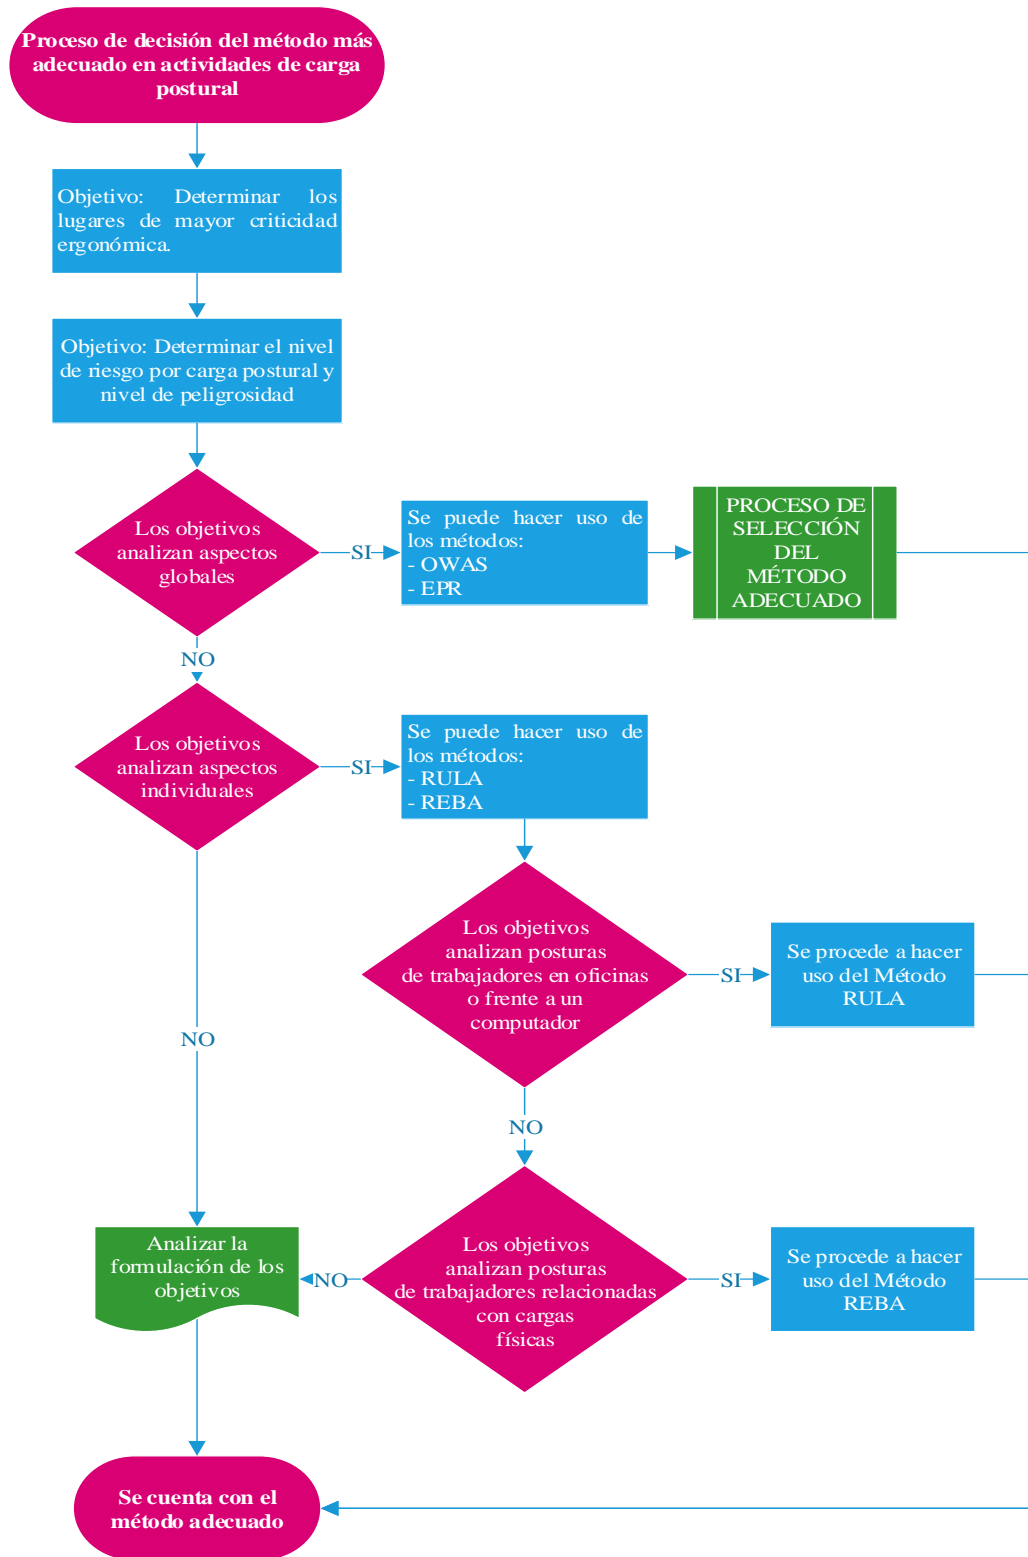 Proceso de decisión del método más
adecuado en actividades de carga
postural
Objetivo: Determinar los
lugares de mayor criticidad
ergonómica.
Objetivo: Determinar el nivel
de riesgo por carga postural y
nivel de peligrosidad
Los objetivos
analizan aspectos
globales
SI
Se puede hacer uso de
los métodos:
- OWAS
- EPR
PROCESO DE
SELECCIÓN
DEL
MÉTODO
ADECUADO
NO
Los objetivos
analizan aspectos
individuales
SI
Se puede hacer uso de
los métodos:
- RULA
- REBA
Los objetivos
analizan posturas
de trabajadores en oficinas
o frente a un
computador
SI
Se procede a hacer
uso del Método
RULA
NO
NO
Los objetivos
analizan posturas
de trabajadores relacionadas
con cargas
físicas
SI
Se procede a hacer
uso del Método
REBA
NO
Analizar la
formulación de los
objetivos
Se cuenta con el
método adecuado